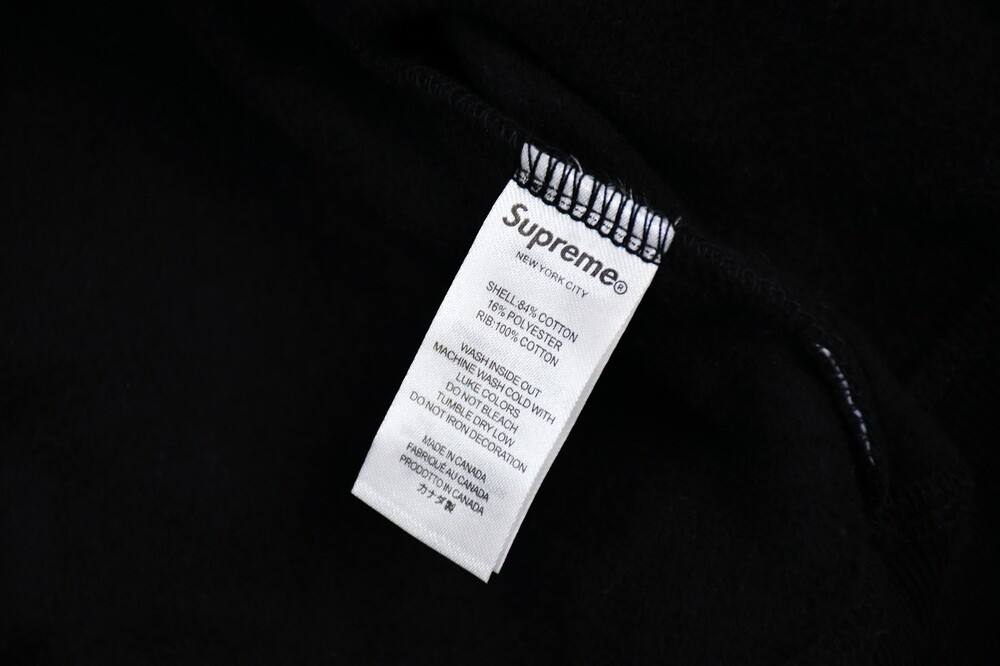 Supreme®
NEW YORK CITY
SHELL:84% COTTON
16% POLYESTER
RIB:100% COTTON
WASH INSIDE OUT
MACHINE WASH COLD WITH
LUKE COLORS
DO NOT BLEACH
TUMBLE DRY LOW
DO NOT IRON DECORATION
MADE IN CANADA
FABRIQUÉ AU CANADA
PRODOTTO IN CANADA
カナダ製